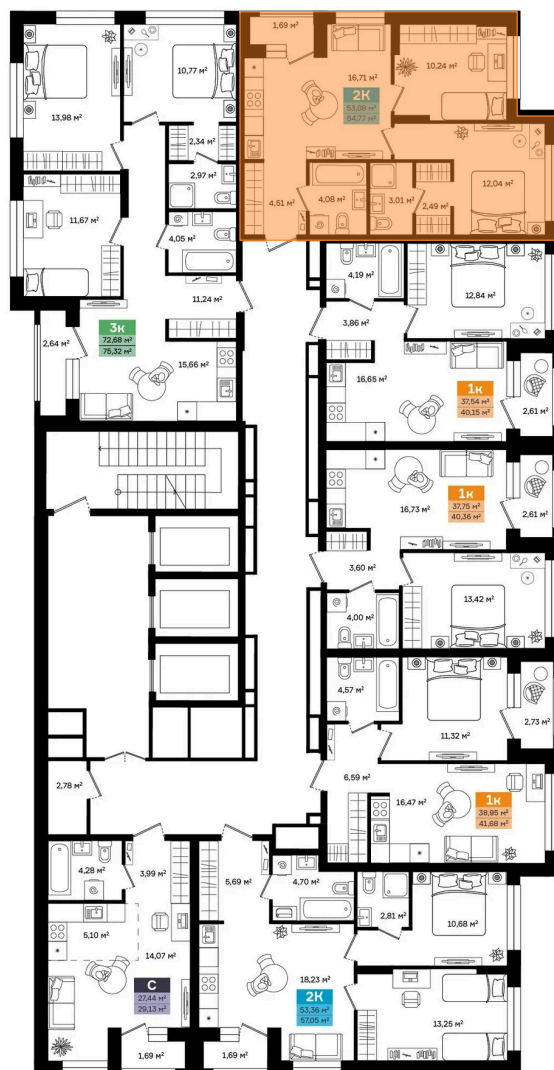 1,69 м²
10,77 м²
16,71 м²
10,24 м²
13,98 м²
2К
53,08 м²
54,77 м²
2,34 м²
2,97 м²
12,04 м²
11,67 м²
4,51 м²
4,08 м²
3,01 м²
2,49 м²
4,05 м²
4,19 м²
12,84 м²
11,24 м²
3,86 м²
3к
72,68 м²
75,32 м²
2,64 м²
15,66 м²
16,65 м²
1к
37,54 м²
40,15 м²
2,61 м²
1к
37,75 м²
40,36 м²
16,73 м²
2,61 м²
3,60 м²
13,42 м²
4,00 м²
4,57 м²
11,32 м²
2,73 м²
6,59 м²
2,78 м²
16,47 м²
1к
38,95 м²
41,68 м²
4,28 м²
3,99 м²
5,69 м²
4,70 м²
2,81 м²
10,68 м²
5,10 м²
14,07 м²
18,23 м²
С
27,44 м²
29,13 м²
2К
53,36 м²
57,05 м²
13,25 м²
1,69 м²
1,69 м²